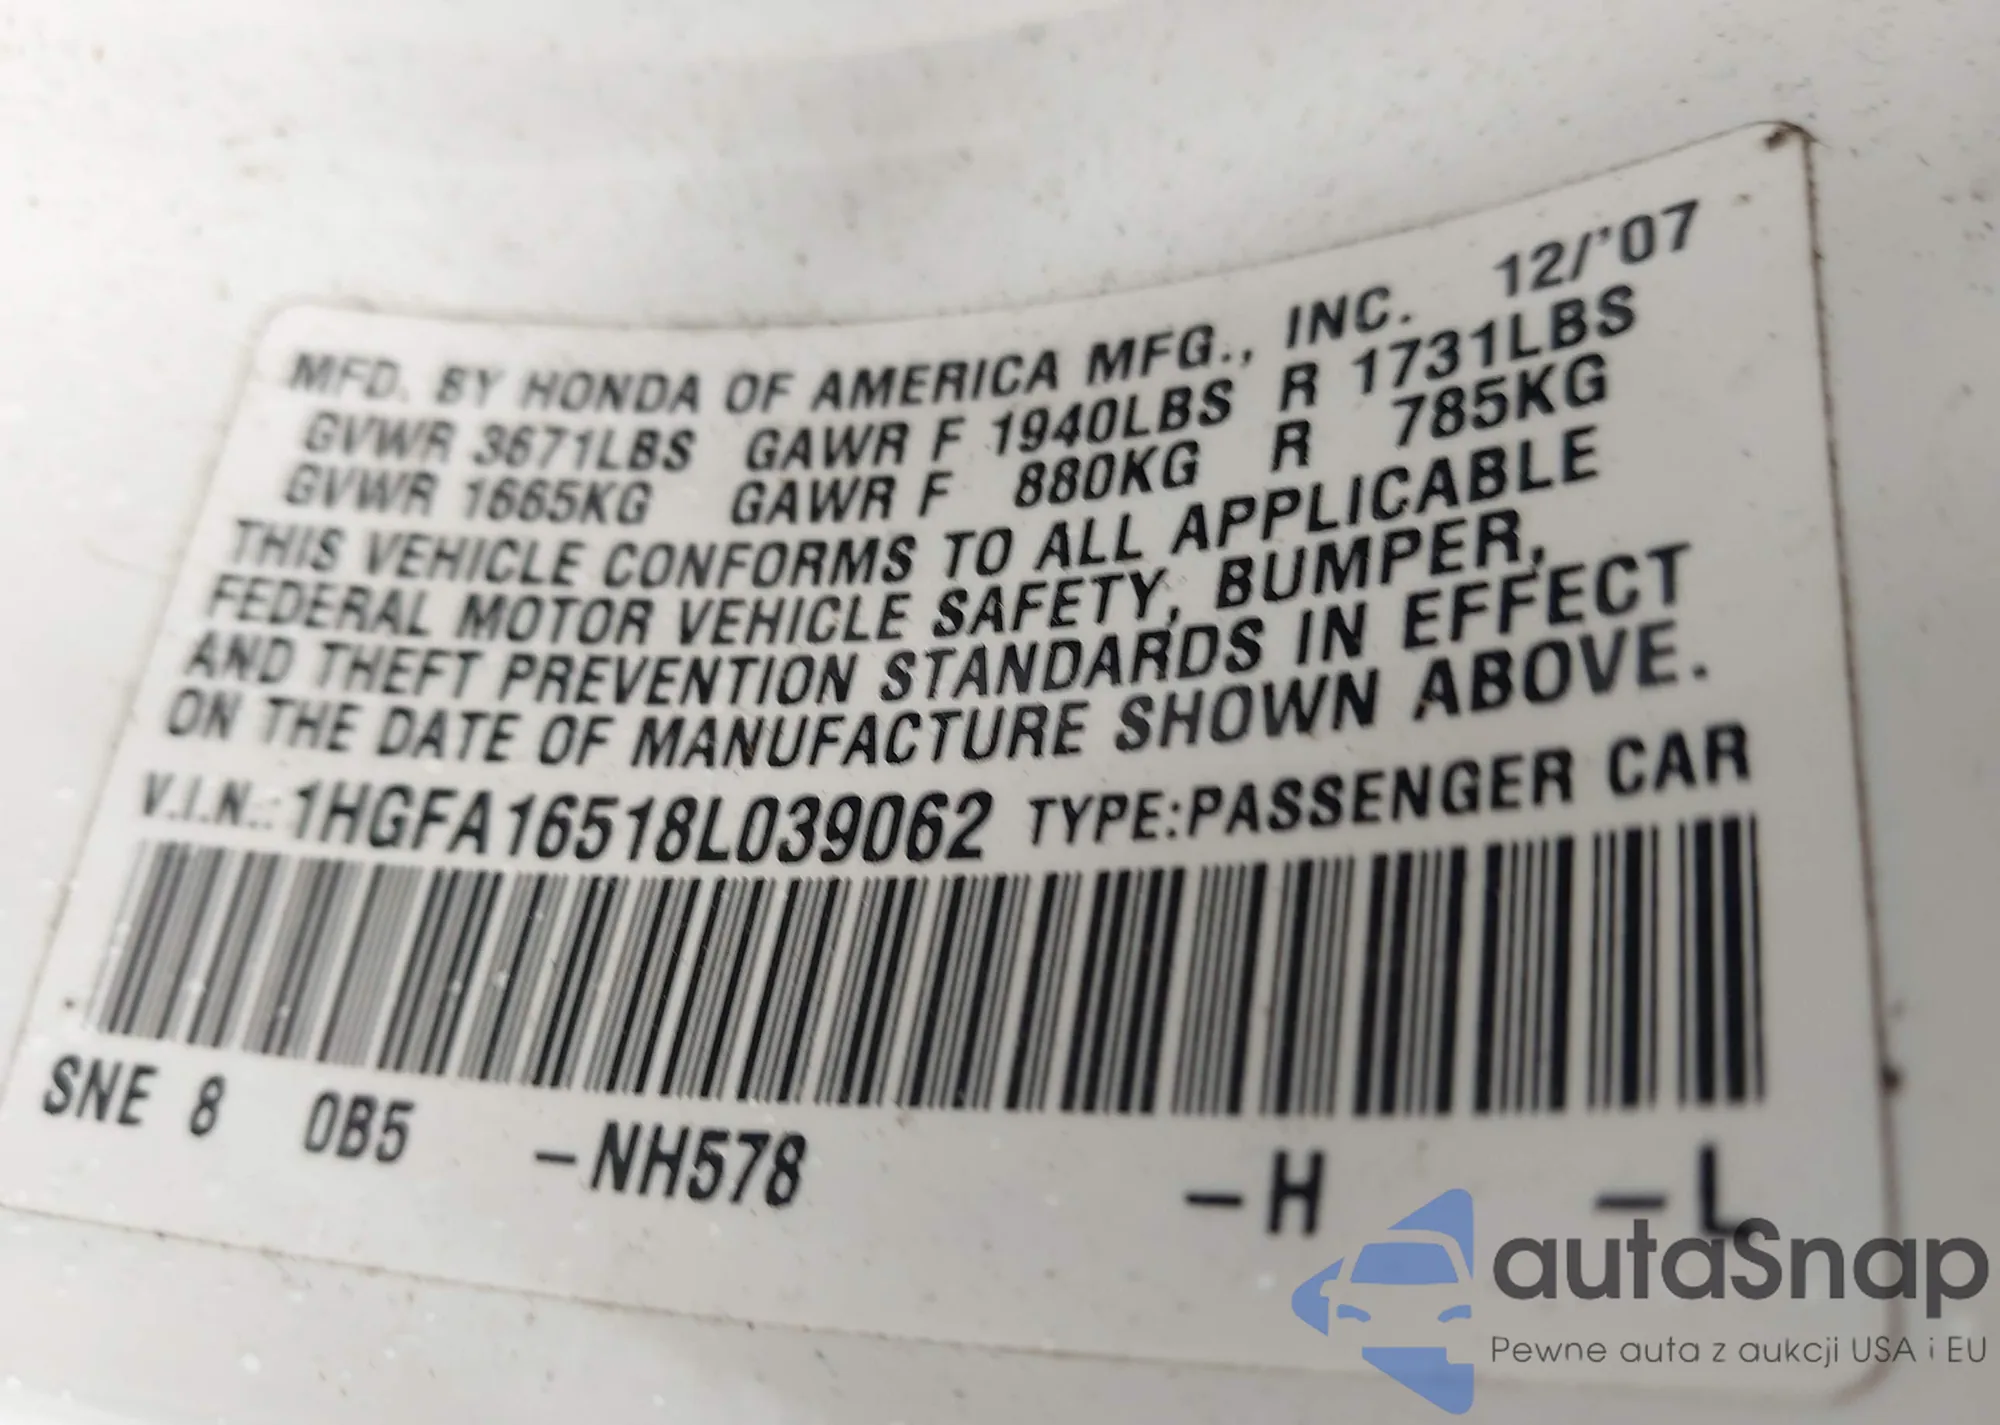 MFD. BY HONDA OF AMERICA MFG., INC. 12/'07
GVWR 3671LBS GAWR F 1940LBS R 1731LBS
GVWR 1665KG GAWR F 880KG R 785KG
THIS VEHICLE CONFORMS TO ALL APPLICABLE
FEDERAL MOTOR VEHICLE SAFETY, BUMPER,
AND THEFT PREVENTION STANDARDS IN EFFECT
ON THE DATE OF MANUFACTURE SHOWN ABOVE.
V.I.N.: 1HGFA16518L039062 TYPE:PASSENGER CAR
SNE 8 0B5 -NH578 -H -L
autaSnap
Pewne auta z aukcji USA i EU